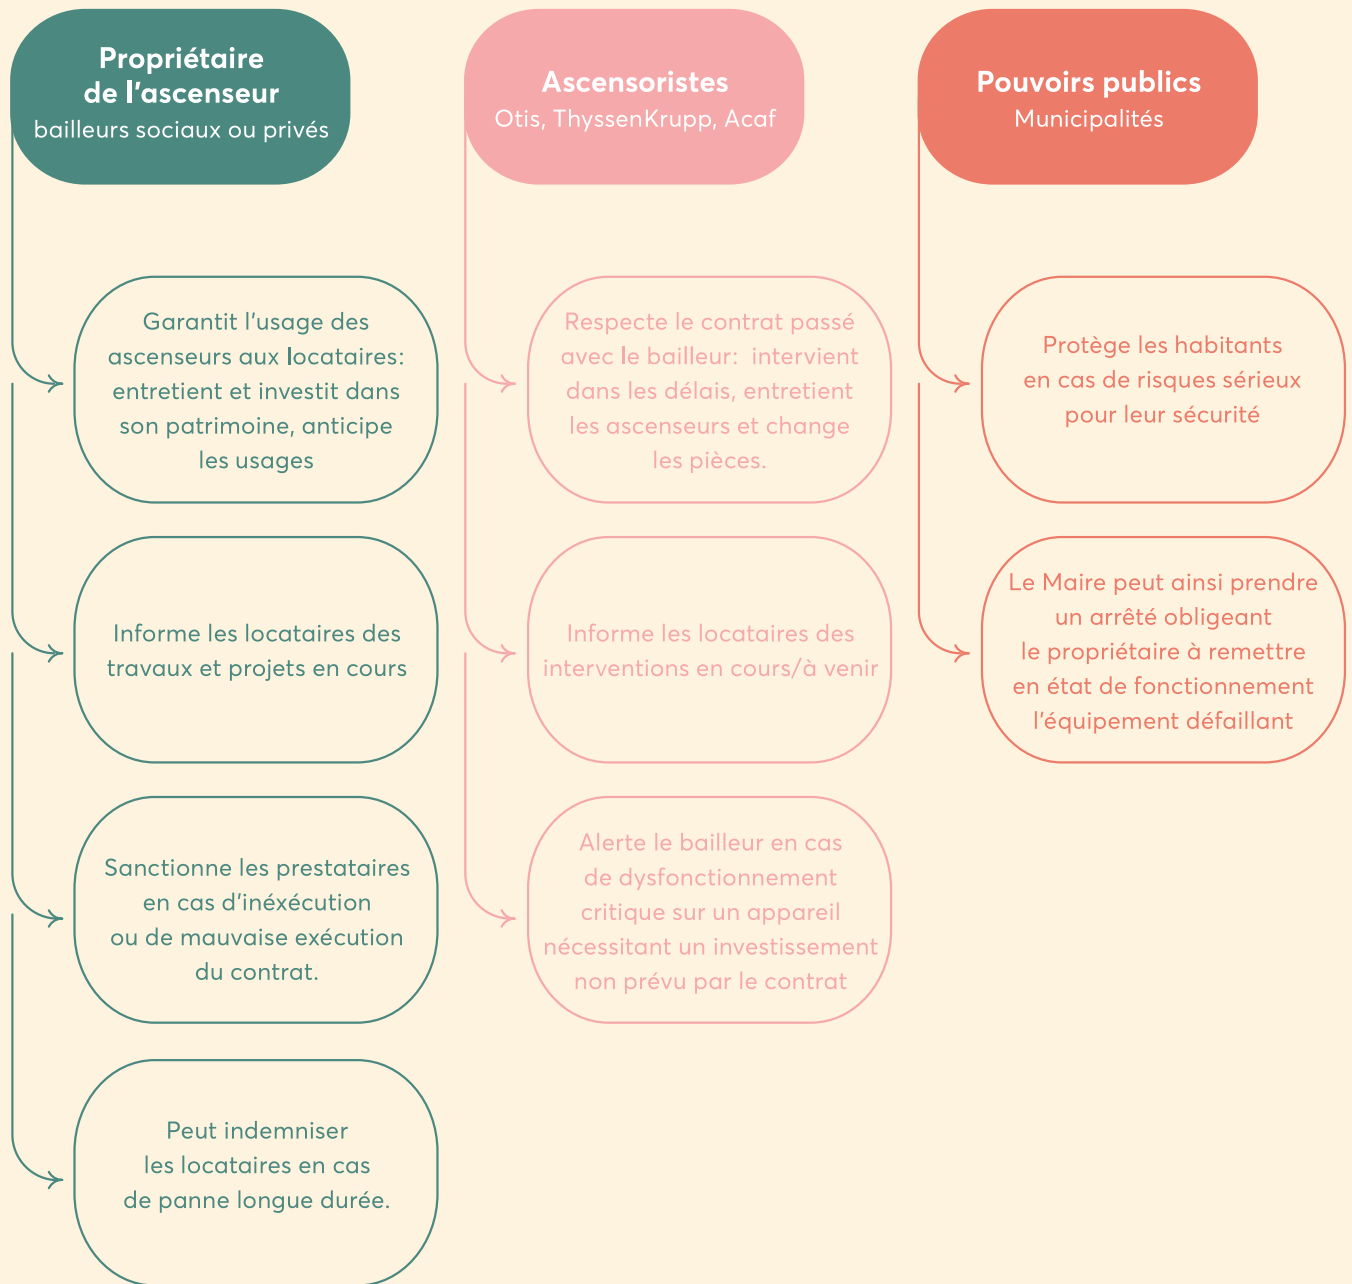 Propriétaire
de l'ascenseur
bailleurs sociaux ou privés
Garantit l'usage des
ascenseurs aux locataires:
entretient et investit dans
son patrimoine, anticipe
les usages
Informe les locataires des
travaux et projets en cours
Sanctionne les prestataires
en cas d'inéxécution
ou de mauvaise exécution
du contrat.
Peut indemniser
les locataires en cas
de panne longue durée.
Ascensoristes
Otis, ThyssenKrupp, Acaf
Respecte le contrat passé
avec le bailleur: intervient
dans les délais, entretient
les ascenseurs et change
les pièces.
Informe les locataires des
interventions en cours/à venir
Alerte le bailleur en cas
de dysfonctionnement
critique sur un appareil
nécessitant un investissement
non prévu par le contrat
Pouvoirs publics
Municipalités
Protège les habitants
en cas de risques sérieux
pour leur sécurité
Le Maire peut ainsi prendre
un arrêté obligeant
le propriétaire à remettre
en état de fonctionnement
l'équipement défaillant